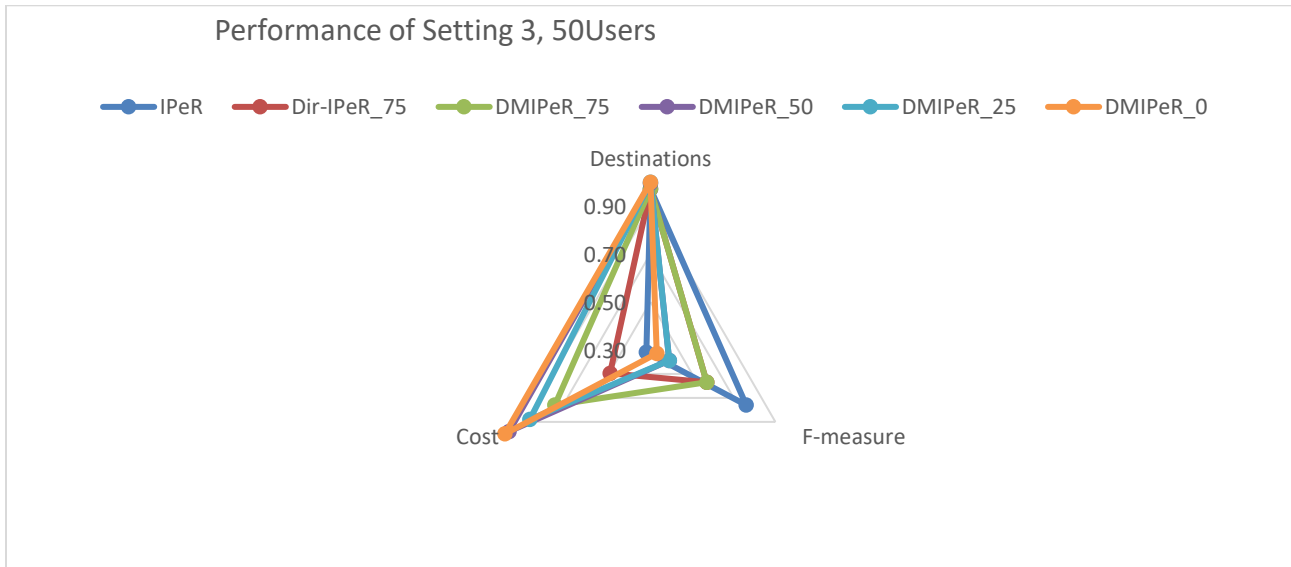 Performance of Setting 3, 50Users
IPeR Dir-IPeR_75 DMIPeR_75 DMIPeR_50 DMIPeR_25 DMIPeR_0
Destinations
0.90
0.70
0.50
0.30
Cost F-measure